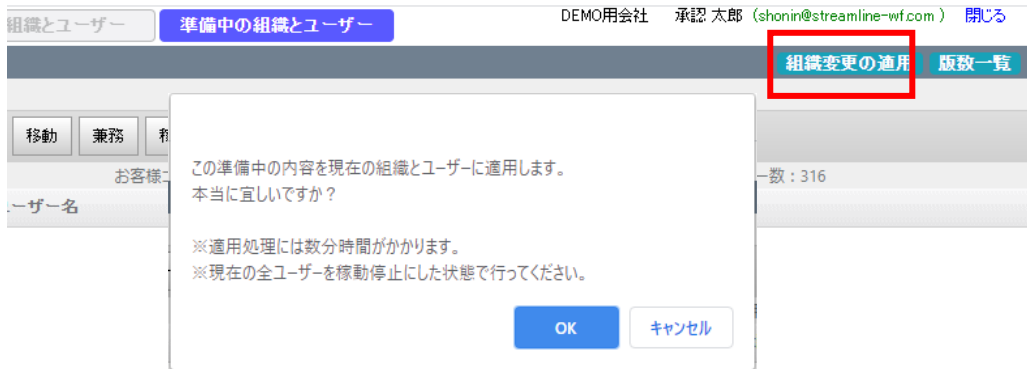 組織とユーザー 準備中の組織とユーザー DEMO用会社 承認 太郎 (shonin@streamline-wf.com ) 閉じる
組織変更の適用 版数一覧
移動 兼務
この準備中の内容を現在の組織とユーザーに適用します。
お客様 ー数：316
本当に宜しいですか？
ーザー名
※適用処理には数分時間がかかります。
※現在の全ユーザーを稼動停止にした状態で行ってください。
OK キャンセル